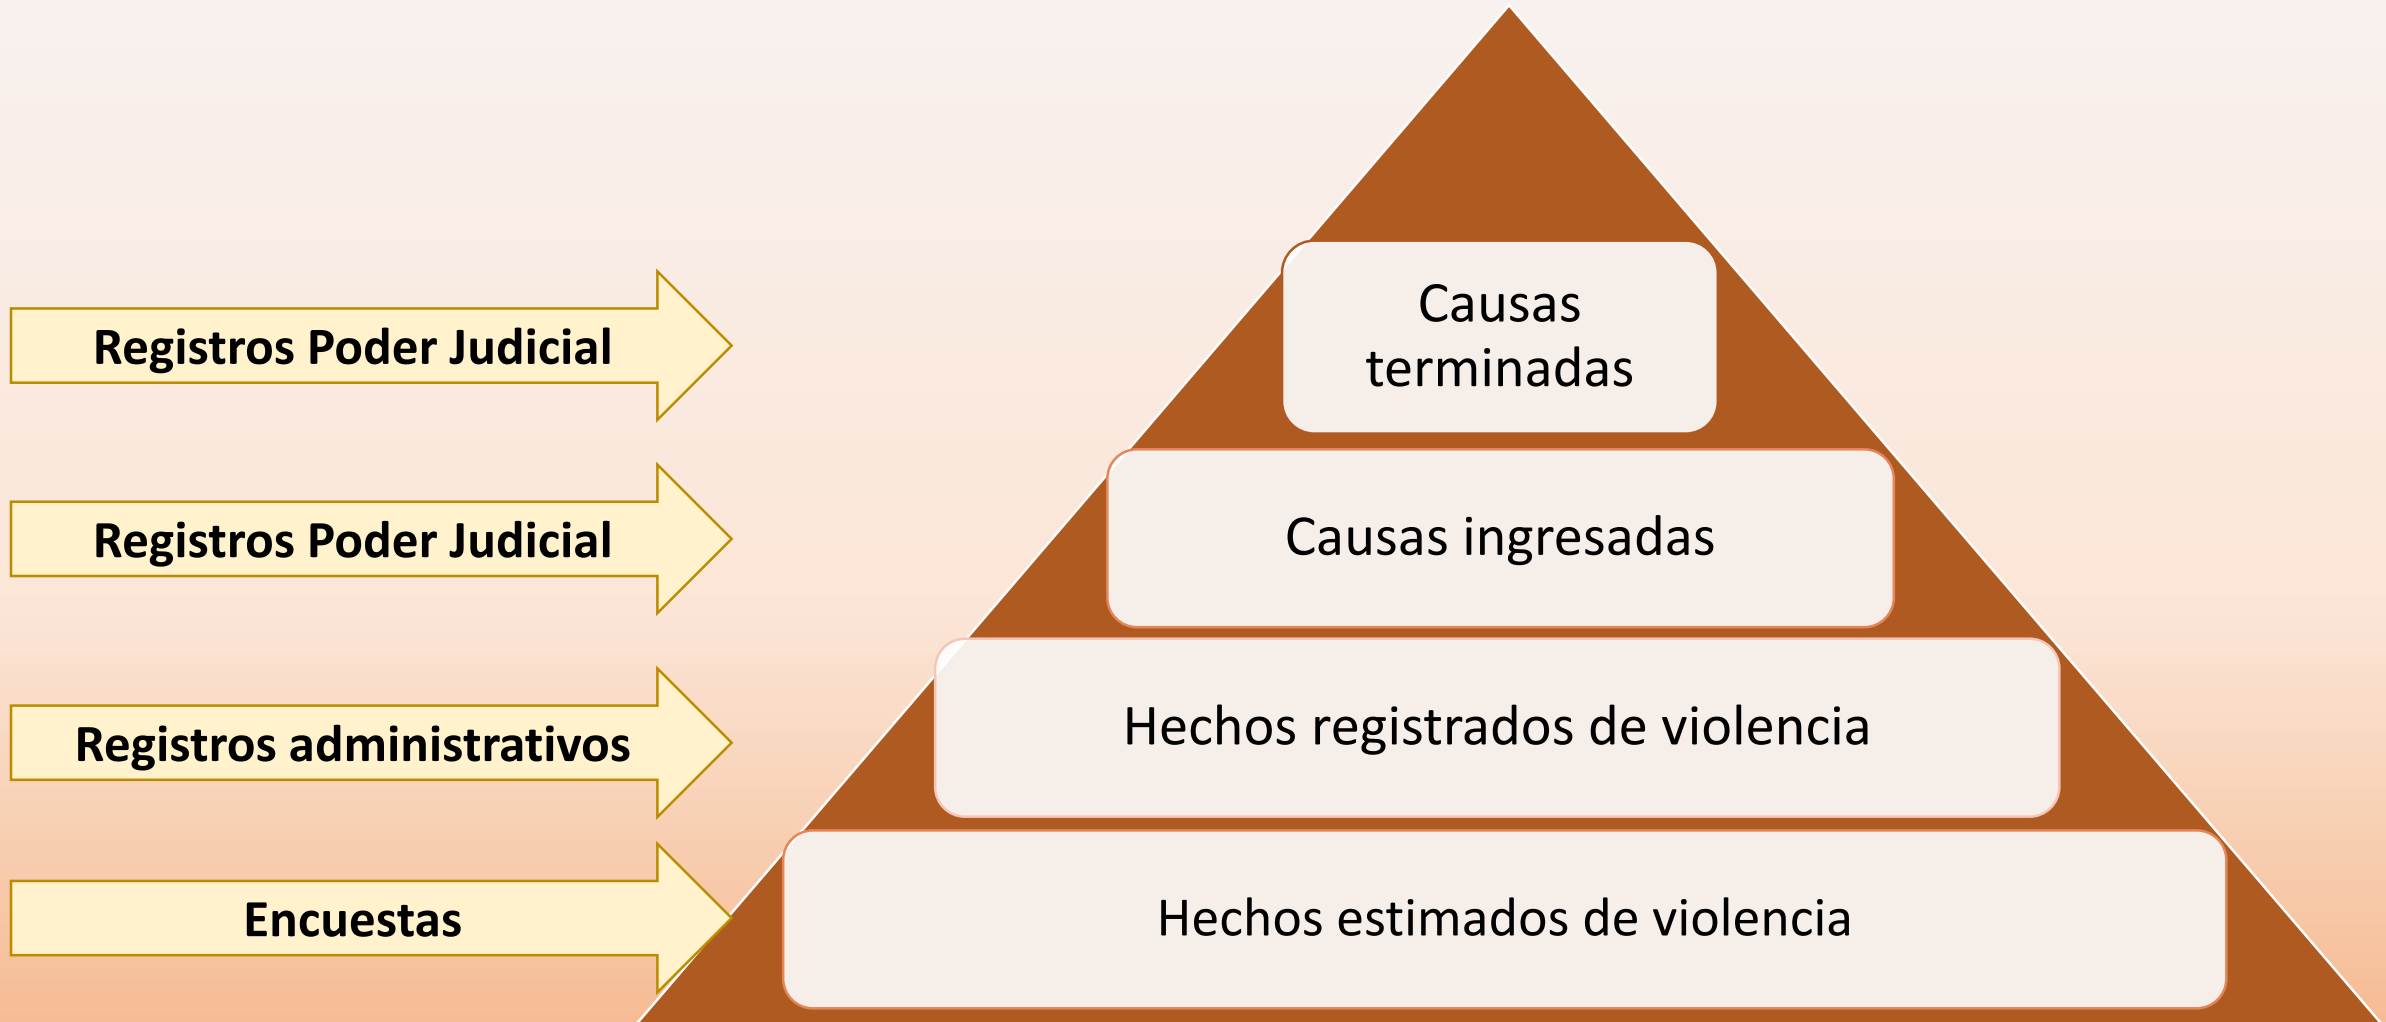 Registros Poder Judicial
Causas
terminadas
Registros Poder Judicial
Causas ingresadas
Registros administrativos
Hechos registrados de violencia
Encuestas
Hechos estimados de violencia